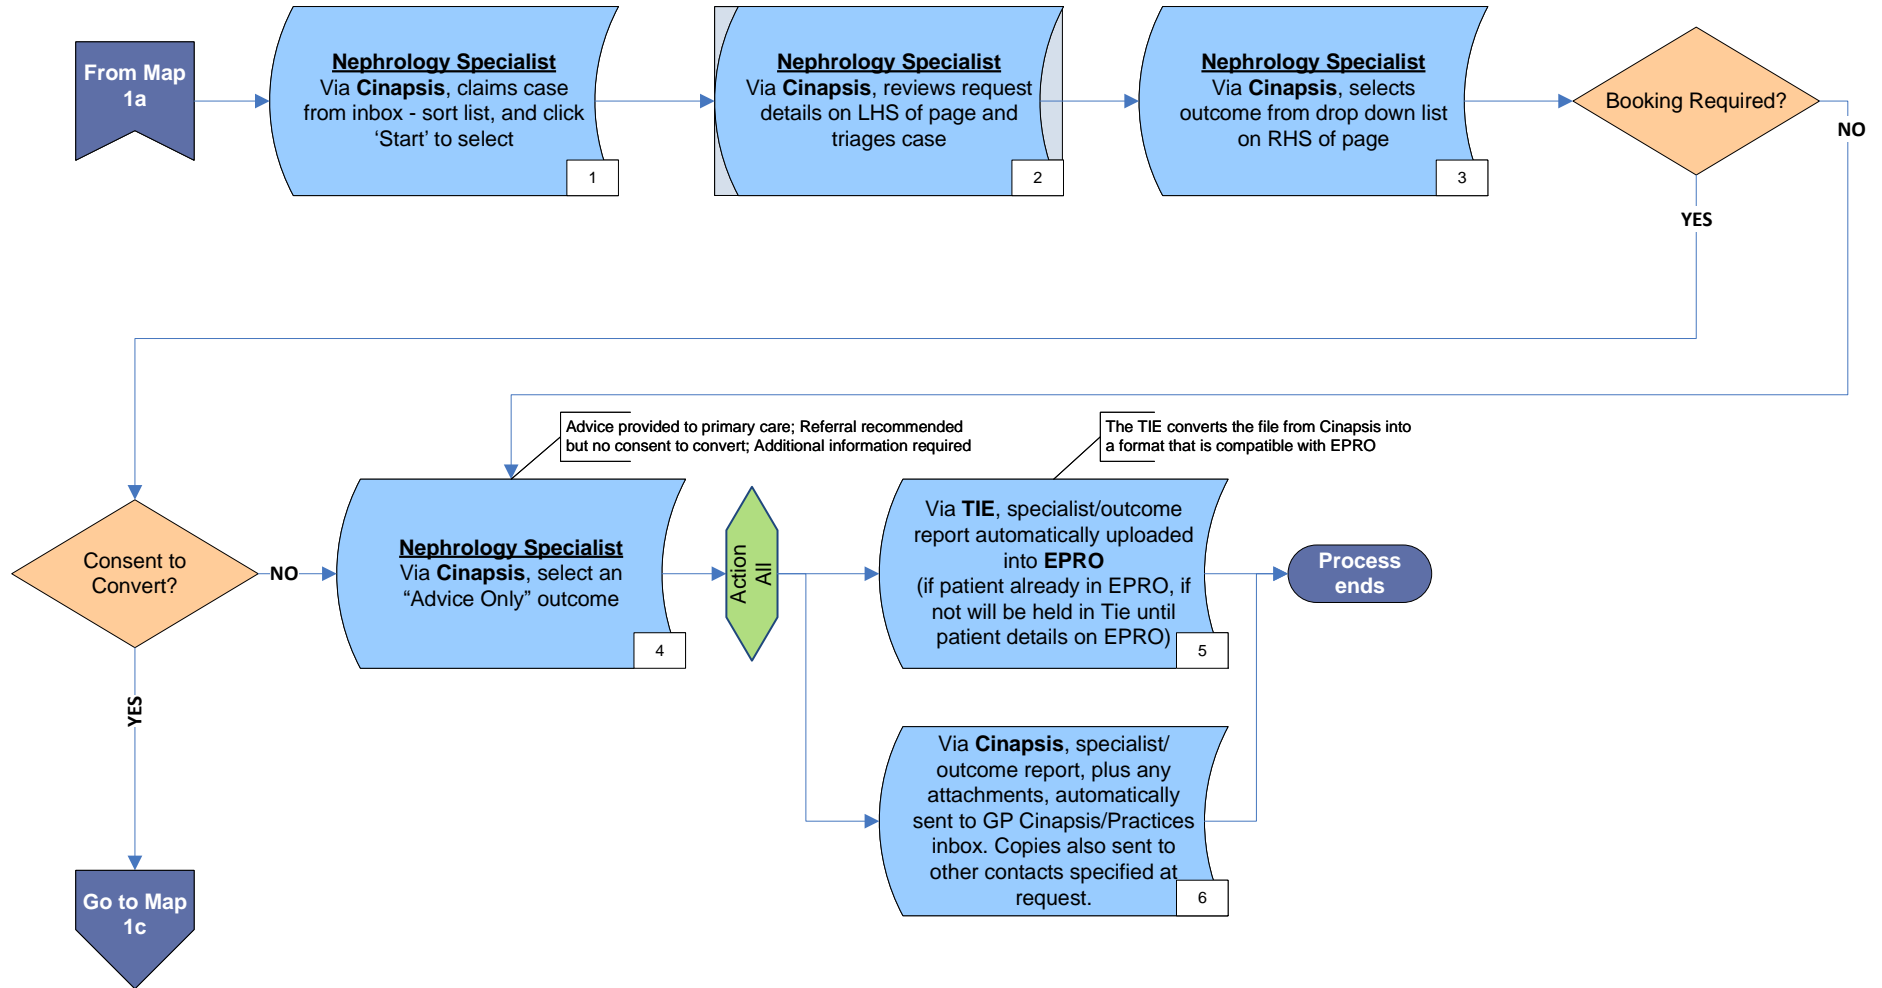 From Map
1a
Nephrology Specialist
Via Cinapsis, claims case
from inbox - sort list, and click
‘Start’ to select
1
Nephrology Specialist
Via Cinapsis, reviews request
details on LHS of page and
triages case
2
Nephrology Specialist
Via Cinapsis, selects
outcome from drop down list
on RHS of page
3
Booking Required?
NO
YES
Advice provided to primary care; Referral recommended
but no consent to convert; Additional information required
The TIE converts the file from Cinapsis into
a format that is compatible with EPRO
Consent to
Convert?
NO
YES
Nephrology Specialist
Via Cinapsis, select an
“Advice Only” outcome
4
Action
All
Via TIE, specialist/outcome
report automatically uploaded
into EPRO
(if patient already in EPRO, if
not will be held in Tie until
patient details on EPRO)
5
Process
ends
Via Cinapsis, specialist/
outcome report, plus any
attachments, automatically
sent to GP Cinapsis/Practices
inbox. Copies also sent to
other contacts specified at
request.
6
Go to Map
1c